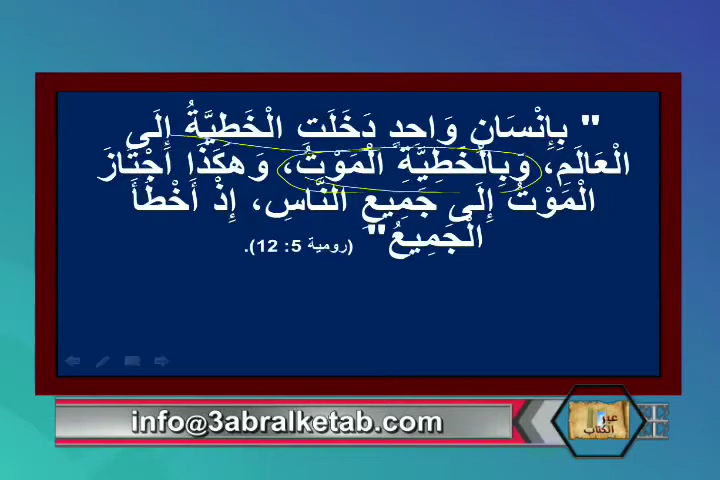 " بِإِنْسَانٍ وَاحِدٍ دَخَلَتِ الْخَطِيَّةُ إِلَى
الْعَالَمِ، وَبِالْخَطِيَّةِ الْمَوْتُ، وَهكَذَا اجْتَازَ
الْمَوْتُ إِلَى جَمِيعِ النَّاسِ، إِذْ أَخْطَأَ
الْجَمِيعُ" (رومية 5: 12).
info@3abralketab.com
عبر
الكتاب